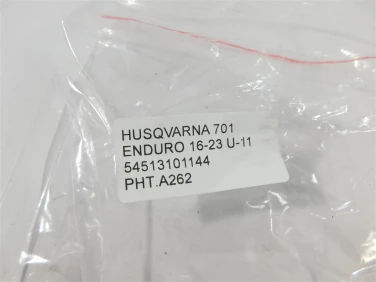 HUSQVARNA 701
ENDURO 16-23 U-11
54513101144
PHT.A262